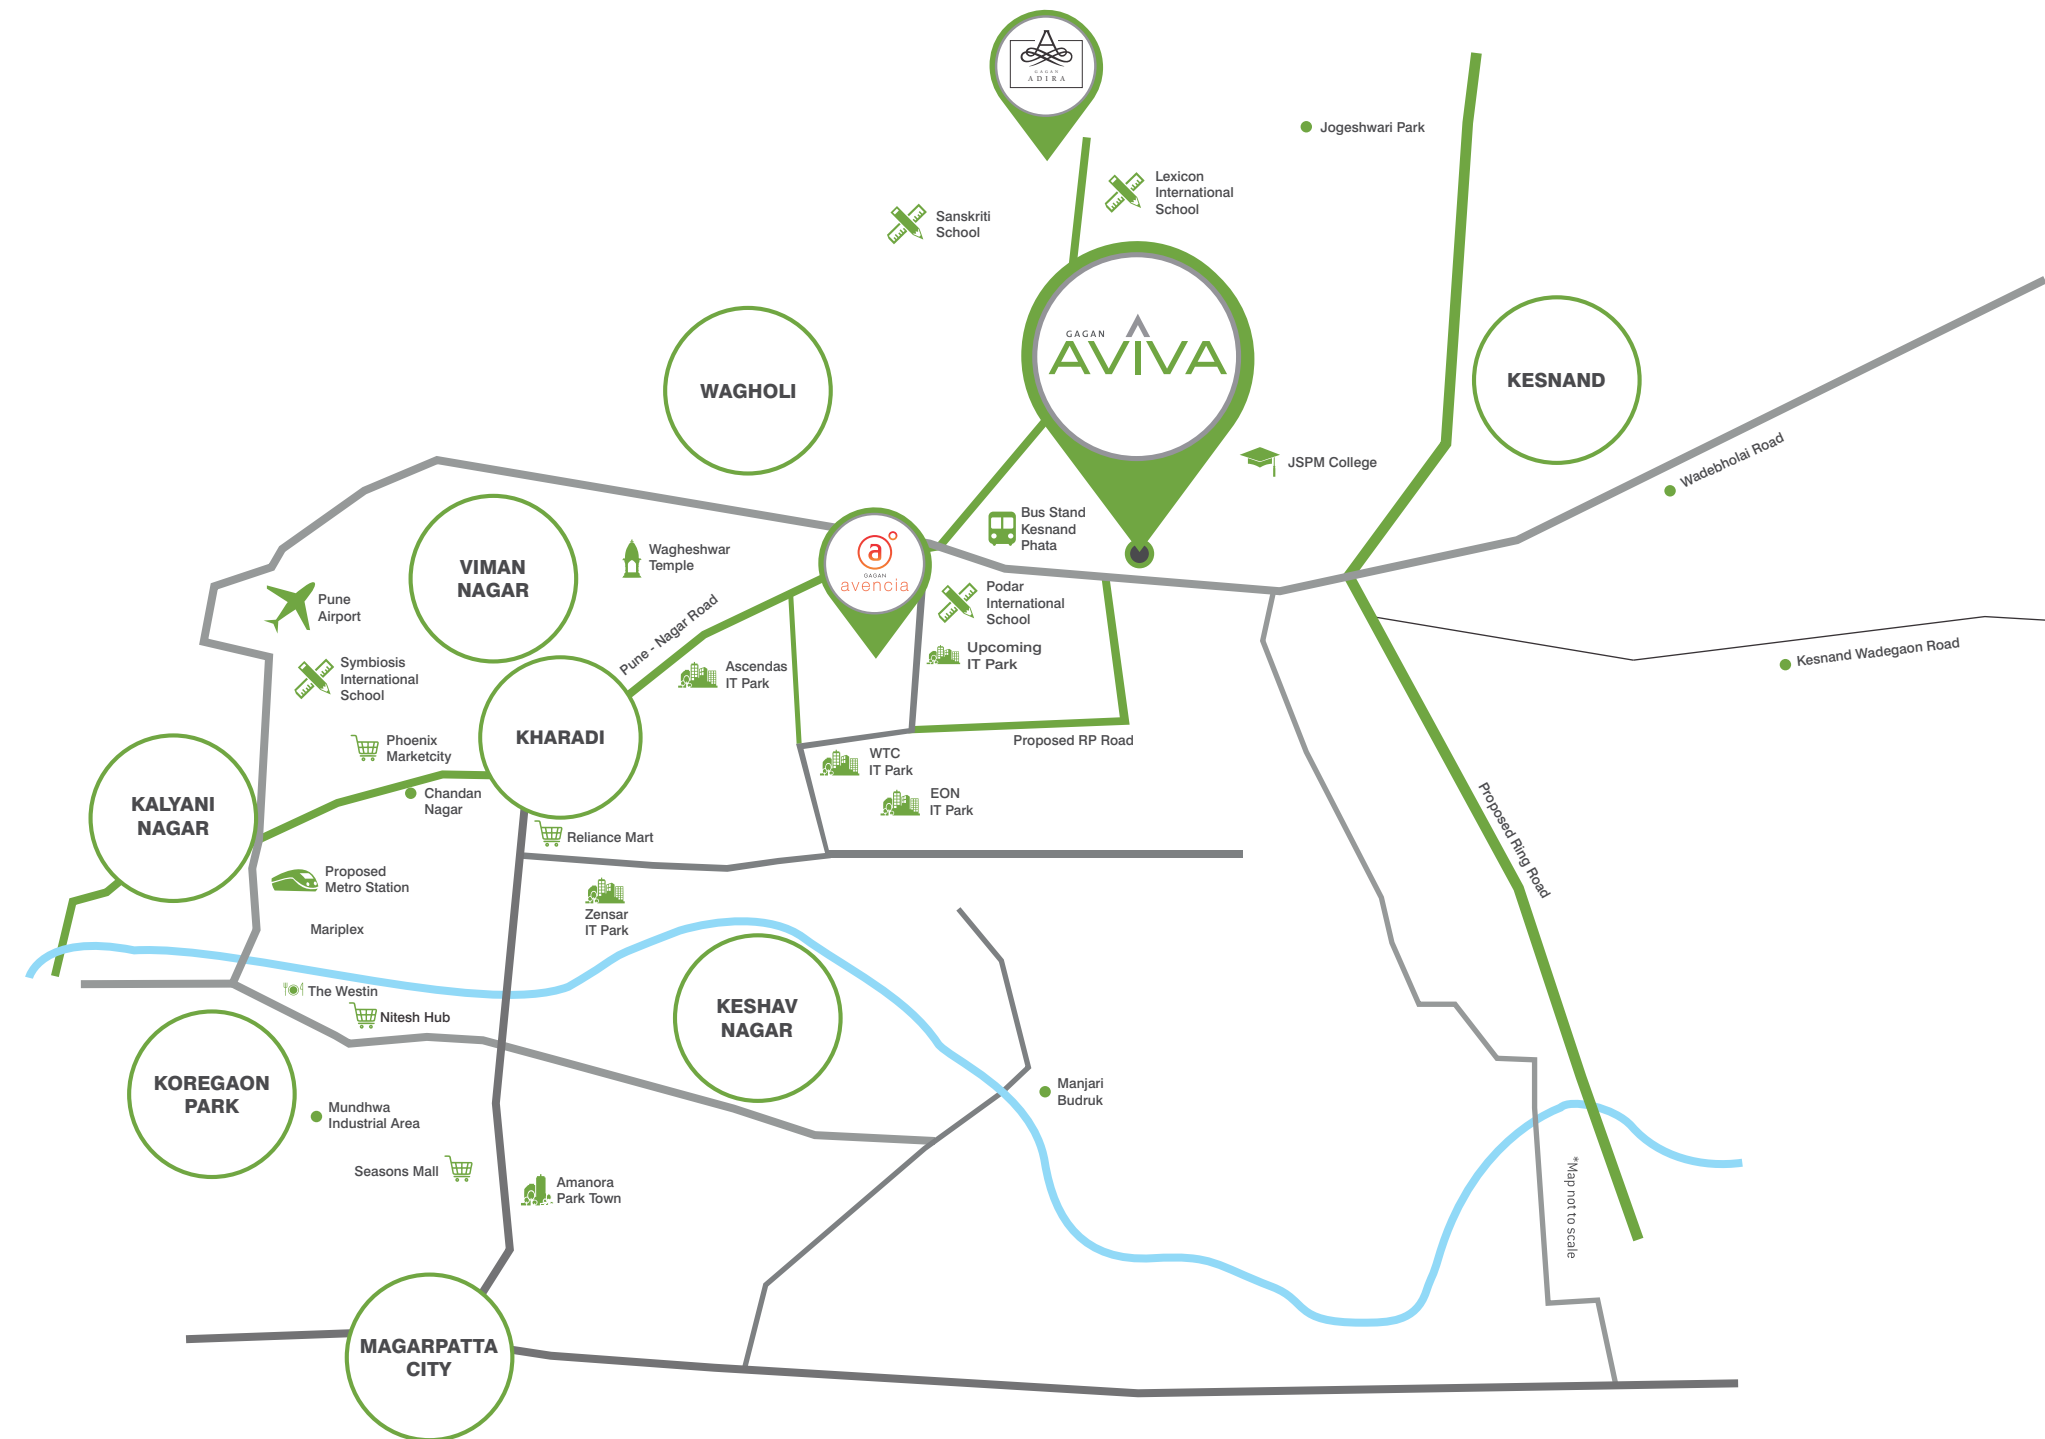 GAGAN
ADIRA
Jogeshwari Park
Lexicon
International
School
Sanskriti
School
GAGAN
AVIVA
WAGHOLI
KESNAND
JSPM College
Wadebholai Road
Bus Stand
Kesnand
Phata
Wagheshwar
Temple
VIMAN
NAGAR
a
GAGAN
avencia
Pune
Airport
Podar
International
School
Pune - Nagar Road
Upcoming
IT Park
Kesnand Wadegaon Road
Symbiosis
International
School
Ascendas
IT Park
KHARADI
Proposed RP Road
Phoenix
Marketcity
WTC
IT Park
EON
IT Park
Chandan
Nagar
KALYANI
NAGAR
Reliance Mart
Proposed Ring Road
Proposed
Metro Station
Zensar
IT Park
Mariplex
The Westin
Nitesh Hub
KESHAV
NAGAR
KOREGAON
PARK
Manjari
Budruk
Mundhwa
Industrial Area
Seasons Mall
Amanora
Park Town
*Map not to scale
MAGARPATTA
CITY